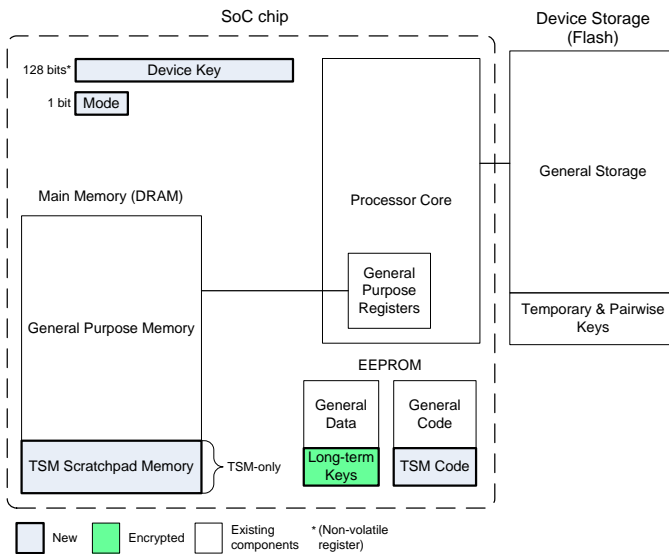 SoC chip
Device Storage
(Flash)
128 bits*
Device Key
1 bit
Mode
Main Memory (DRAM)
General Purpose Memory
TSM Scratchpad Memory
TSM-only
Processor Core
General
Purpose
Registers
EEPROM
General
Data
Long-term
Keys
General
Code
TSM Code
General Storage
Temporary & Pairwise
Keys
New
Encrypted
Existing
components
* (Non-volatile
register)